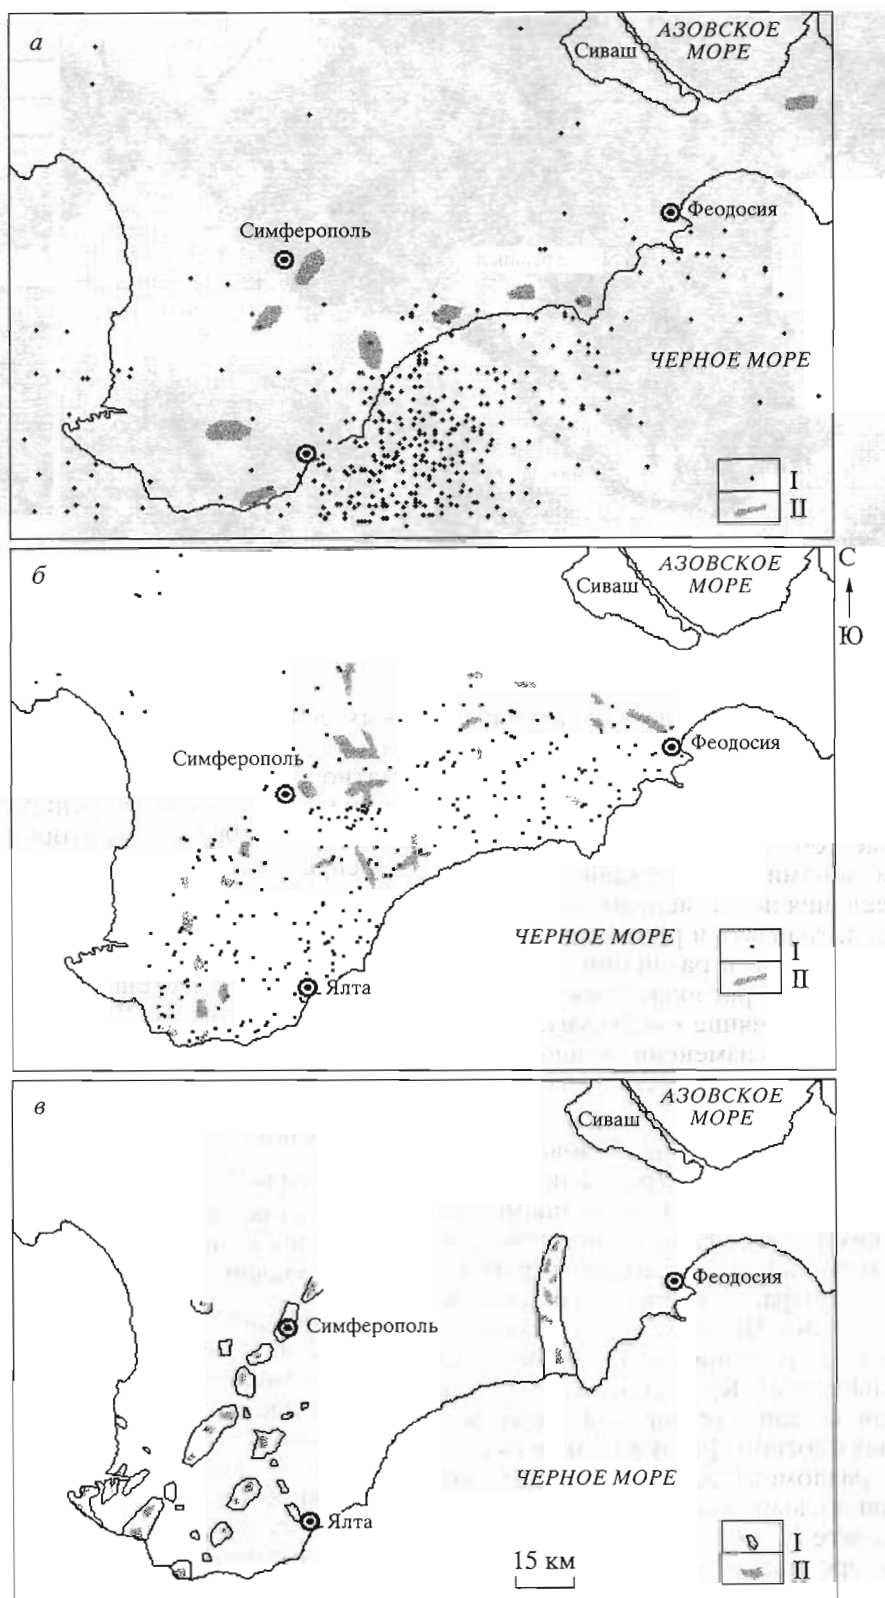 а
Сиваш
АЗОВСКОЕ
МОРЕ
Феодосия
Симферополь
ЧЕРНОЕ МОРЕ
I
II
б
Сиваш
АЗОВСКОЕ
МОРЕ
С
Ю
Симферополь
Феодосия
ЧЕРНОЕ МОРЕ
I
II
Ялта
в
Сиваш
АЗОВСКОЕ
МОРЕ
Феодосия
Симферополь
ЧЕРНОЕ МОРЕ
Ялта
15 км
I
II